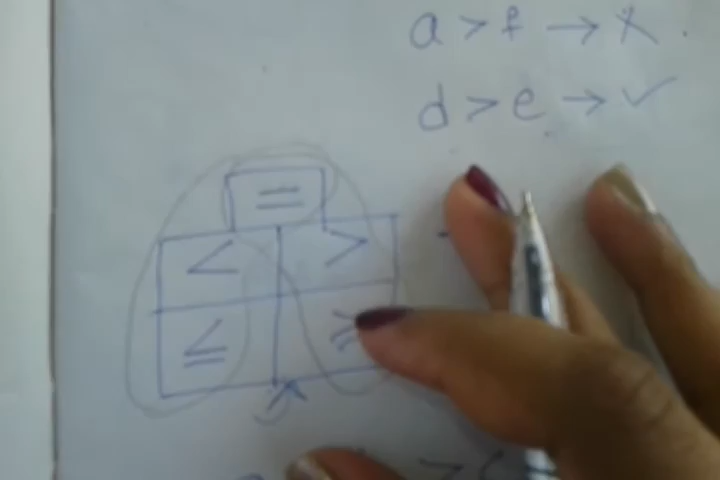 a > f → ✗
d > e → ✓
=
< >
≤ ≥